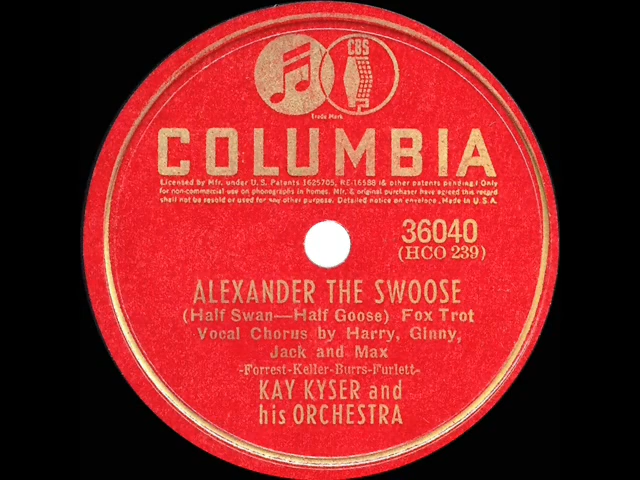 CBS
Trade Mark
COLUMBIA
Licensed by Mfr. under U.S. Patents 1625705, RE-16588 (& other patents pending) Only
for non-commercial use on phonographs in homes. Mfr. & original purchaser have agreed this record
shall not be resold or used for any other purpose. Detailed notice on envelope. Made in U.S.A.
36040
(HCO 239)
ALEXANDER THE SWOOSE
(Half Swan—Half Goose) Fox Trot
Vocal Chorus by Harry, Ginny,
Jack and Max
-Forrest-Keller-Burrs-Furlett-
KAY KYSER and
his ORCHESTRA